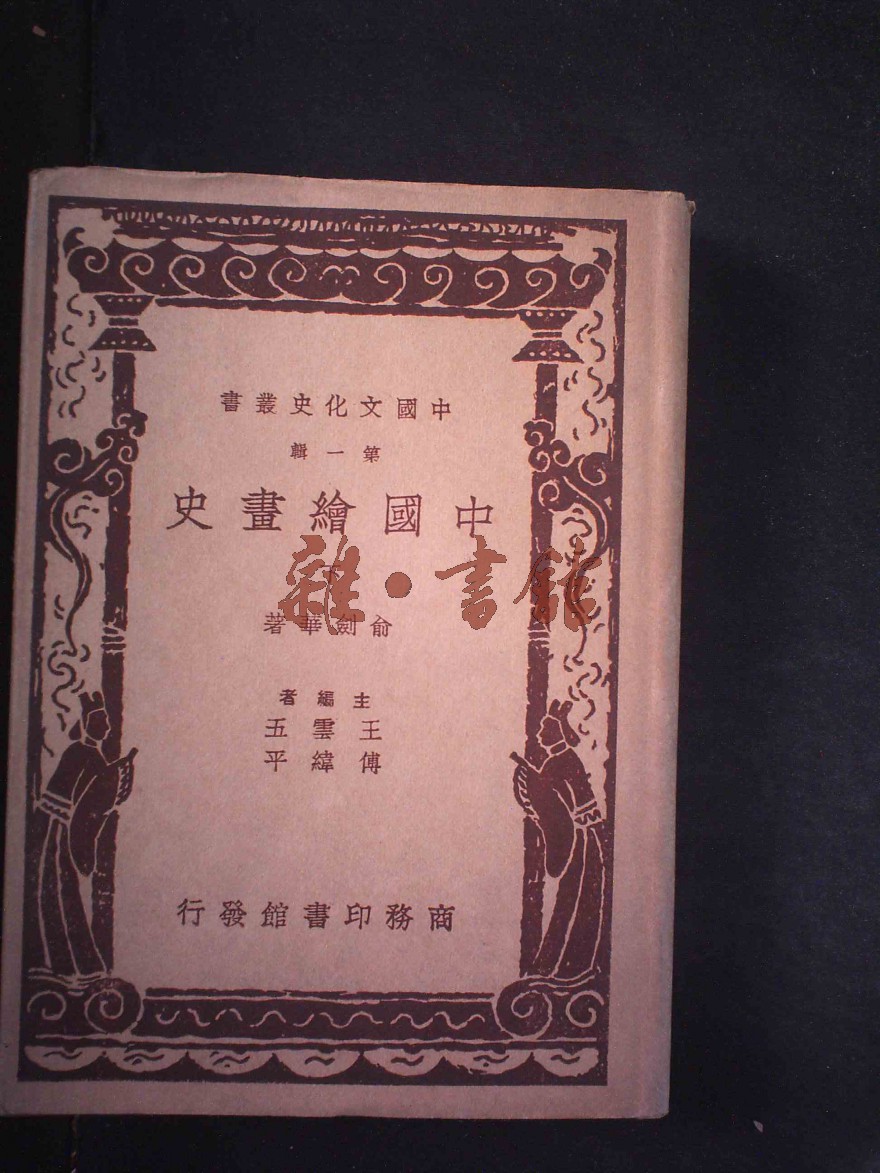 中國文化史叢書
第一輯
中國繪畫史
雜·書館
俞劍華著
主編者
王雲五
傅緯平
商務印書館發行